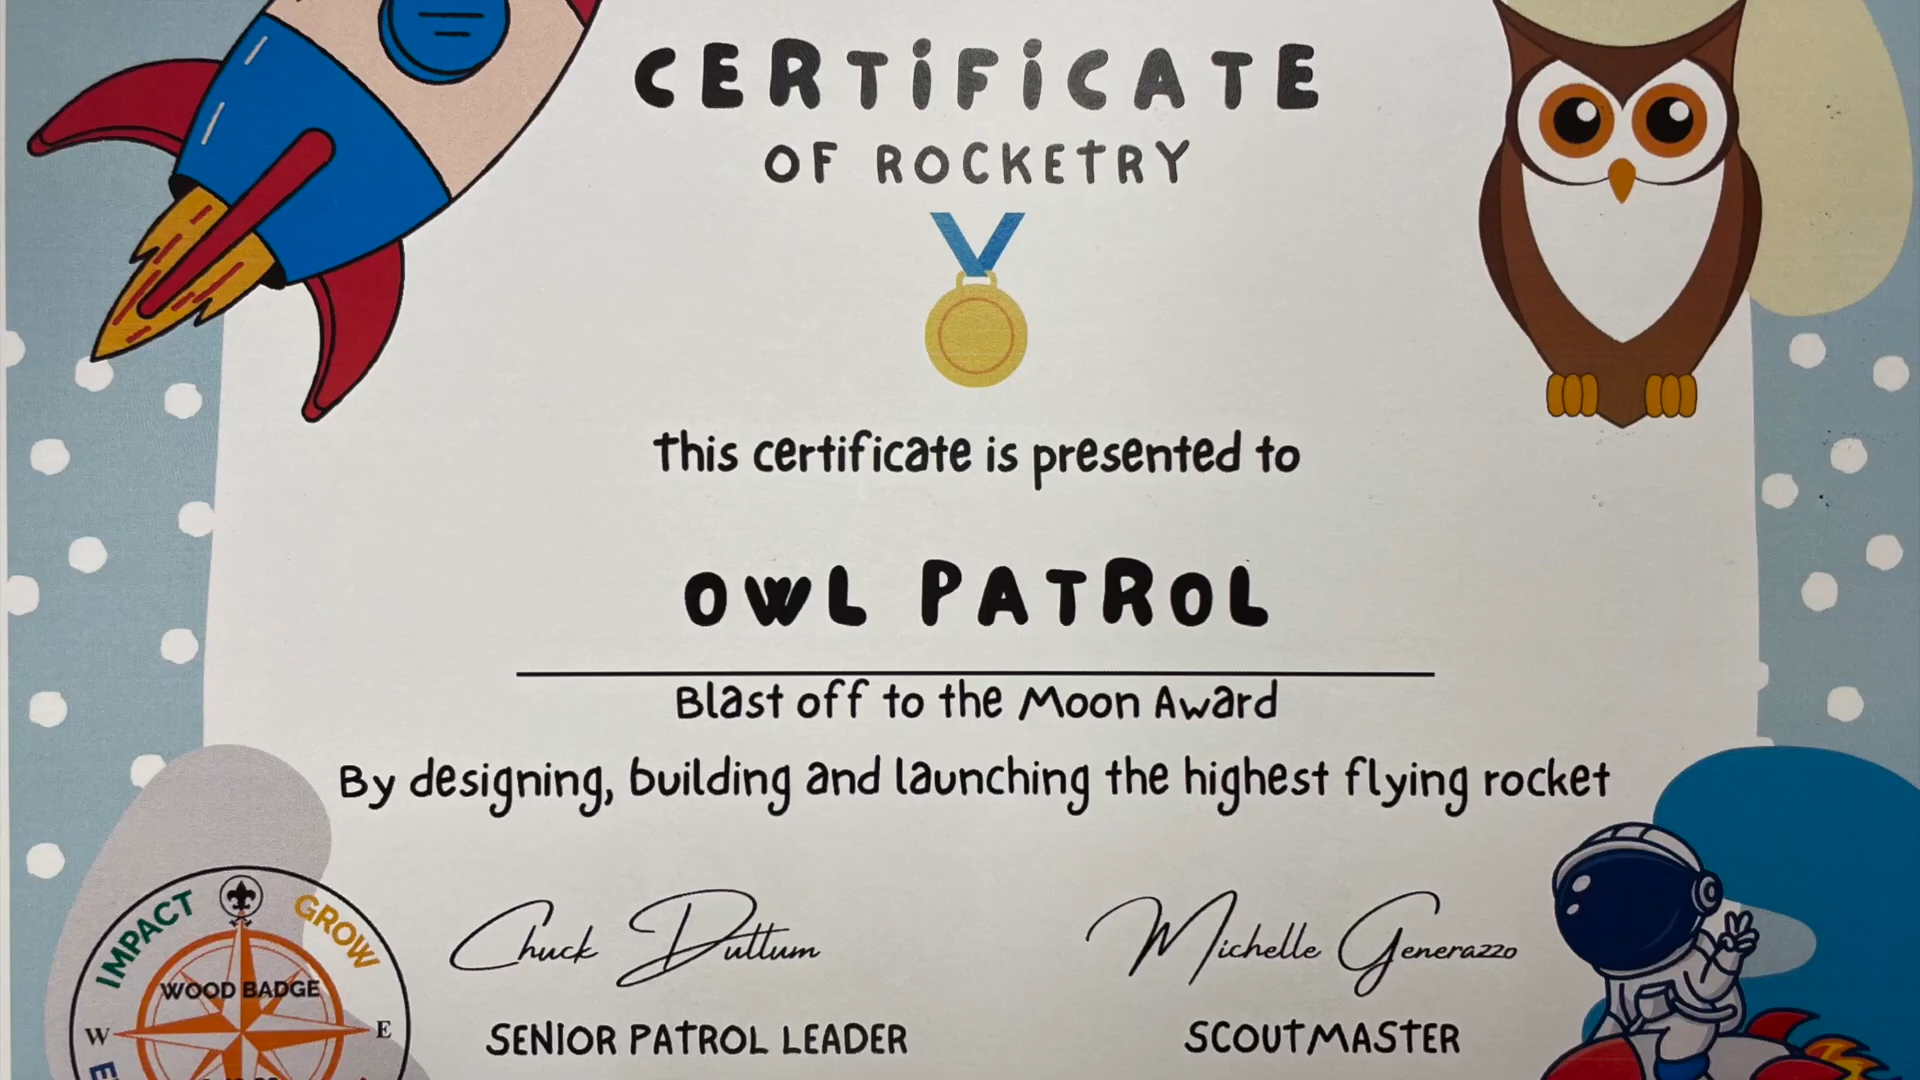 CERTIFICATE
OF ROCKETRY
This certificate is presented to
OWL PATROL
Blast off to the Moon Award
By designing, building and launching the highest flying rocket
Chuck Duttum
Michelle Generazzo
SENIOR PATROL LEADER
SCOUTMASTER
IMPACT
GROW
WOOD BADGE
W
E